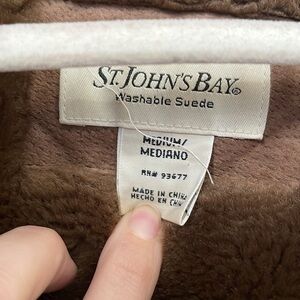 ST. JOHN'S BAY®
Washable Suede
MEDIUM/
MEDIANO
RN# 93677
MADE IN CHINA
HECHO EN CHINA